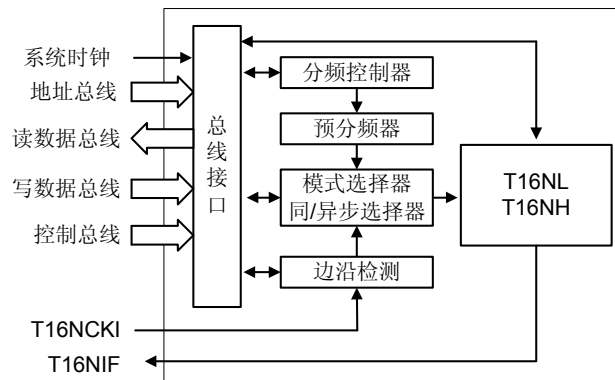 系统时钟
地址总线
读数据总线
写数据总线
控制总线
T16NCKI
T16NIF
总线接口
分频控制器
预分频器
模式选择器
同/异步选择器
边沿检测
T16NL
T16NH